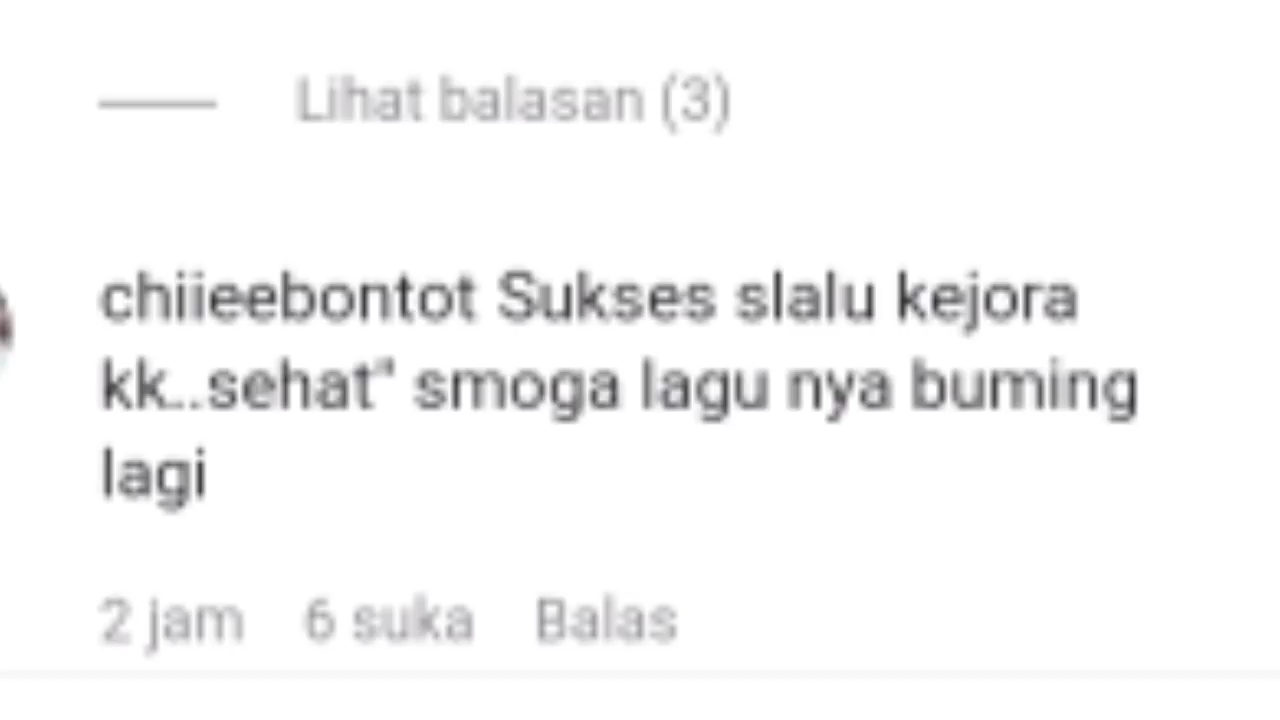 Lihat balasan (3)
chiieebontot Sukses slalu kejora
kk..sehat" smoga lagu nya buming
lagi
2 jam 6 suka Balas